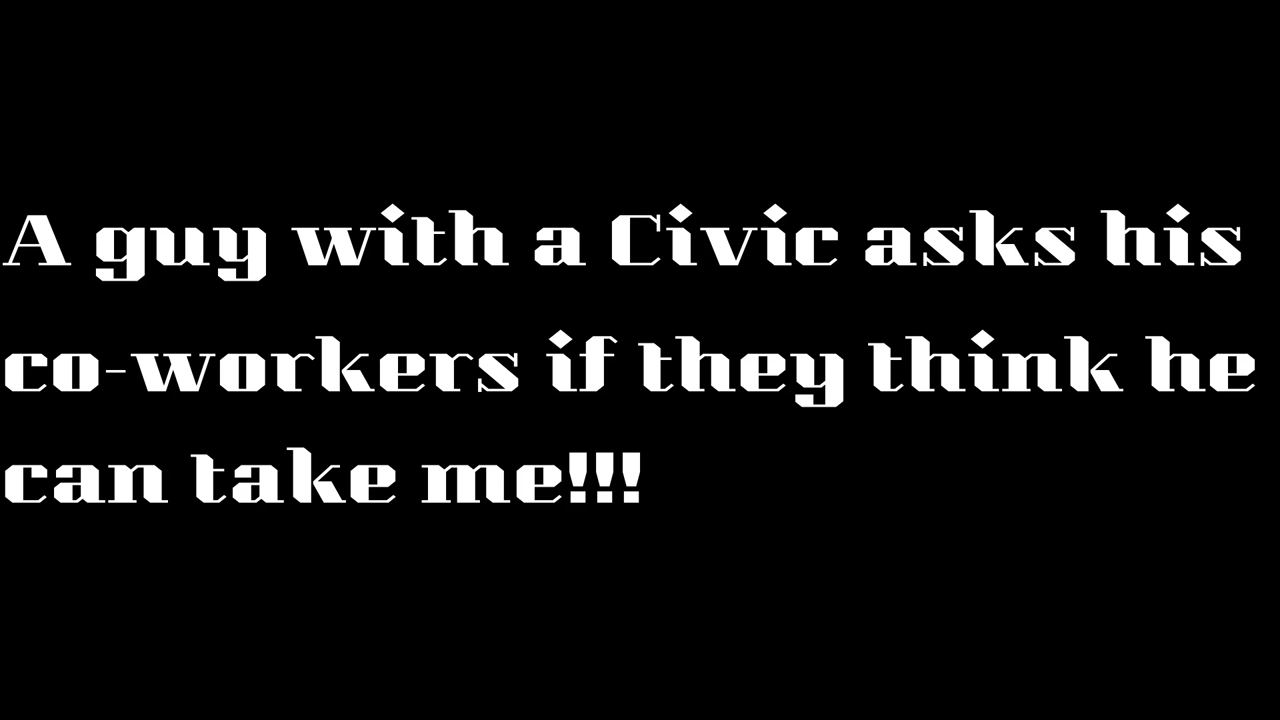 A guy with a Civic asks his
co-workers if they think he
can take me!!!